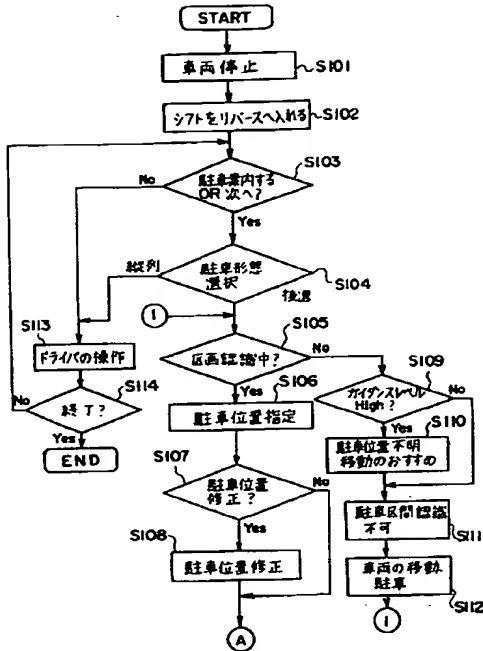 START
車両停止
S101
シフトをリバースへ入れる
S102
S103
駐車案内する
OR 次へ?
No
Yes
S104
駐車形態
選択
縦列
後退
1
S113
ドライバの操作
S105
区画認識中?
No
Yes
S114
終了?
No
Yes
END
S106
駐車位置指定
S109
ガイダンスレベル
High?
No
Yes
S110
駐車位置不明
移動のおすすめ
S107
駐車位置
修正?
No
Yes
駐車区間認識
不可
S111
S108
駐車位置修正
車両の移動
駐車
S112
A
1